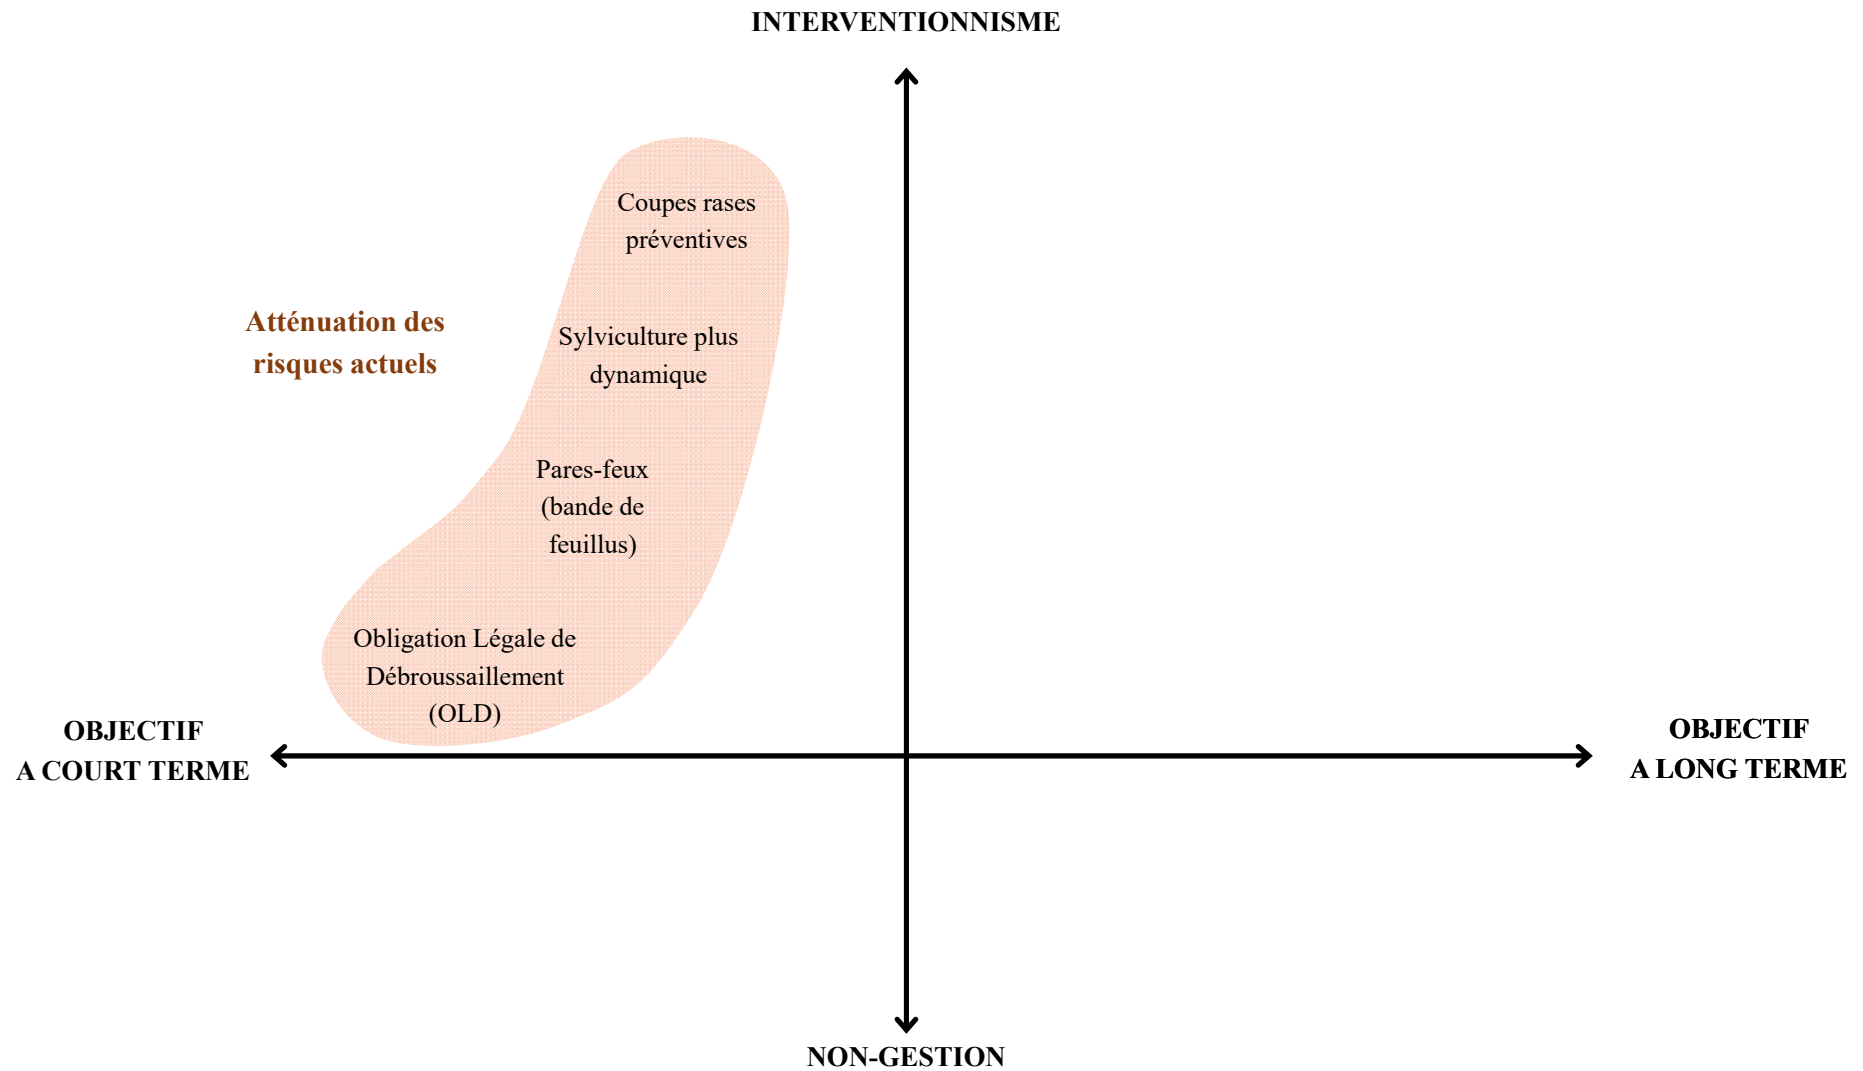 INTERVENTIONNISME
Coupes rases
préventives
Atténuation des
risques actuels
Sylviculture plus
dynamique
Pares-feux
(bande de
feuillus)
Obligation Légale de
Débroussaillement
(OLD)
OBJECTIF
A COURT TERME
OBJECTIF
A LONG TERME
NON-GESTION